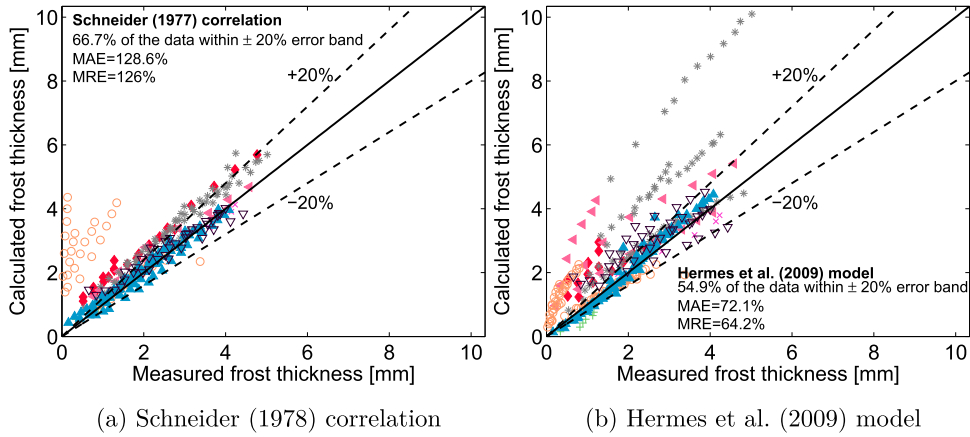 Schneider (1977) correlation
66.7% of the data within ± 20% error band
MAE=128.6%
MRE=126%
+20%
−20%
Calculated frost thickness [mm]
10
8
6
4
2
0
0 2 4 6 8 10
Measured frost thickness [mm]
(a) Schneider (1978) correlation
+20%
−20%
Hermes et al. (2009) model
54.9% of the data within ± 20% error band
MAE=72.1%
MRE=64.2%
Calculated frost thickness [mm]
10
8
6
4
2
0
0 2 4 6 8 10
Measured frost thickness [mm]
(b) Hermes et al. (2009) model